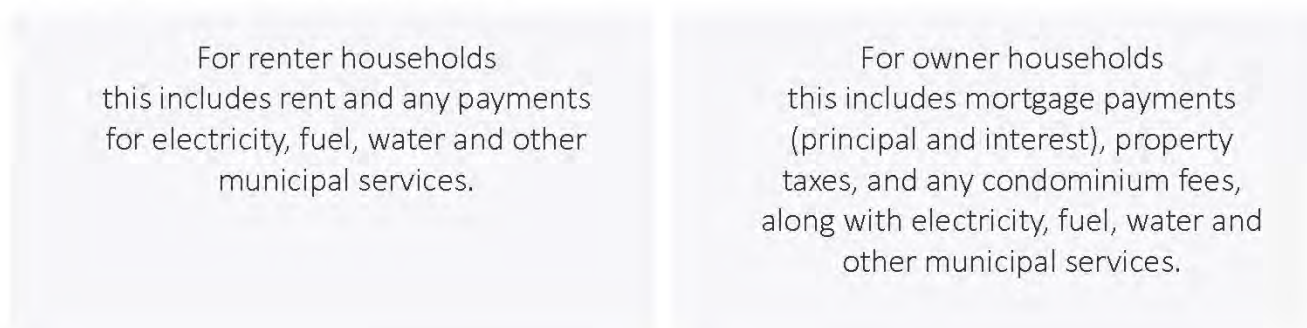 For renter households
this includes rent and any payments
for electricity, fuel, water and other
municipal services.
For owner households
this includes mortgage payments
(principal and interest), property
taxes, and any condominium fees,
along with electricity, fuel, water and
other municipal services.